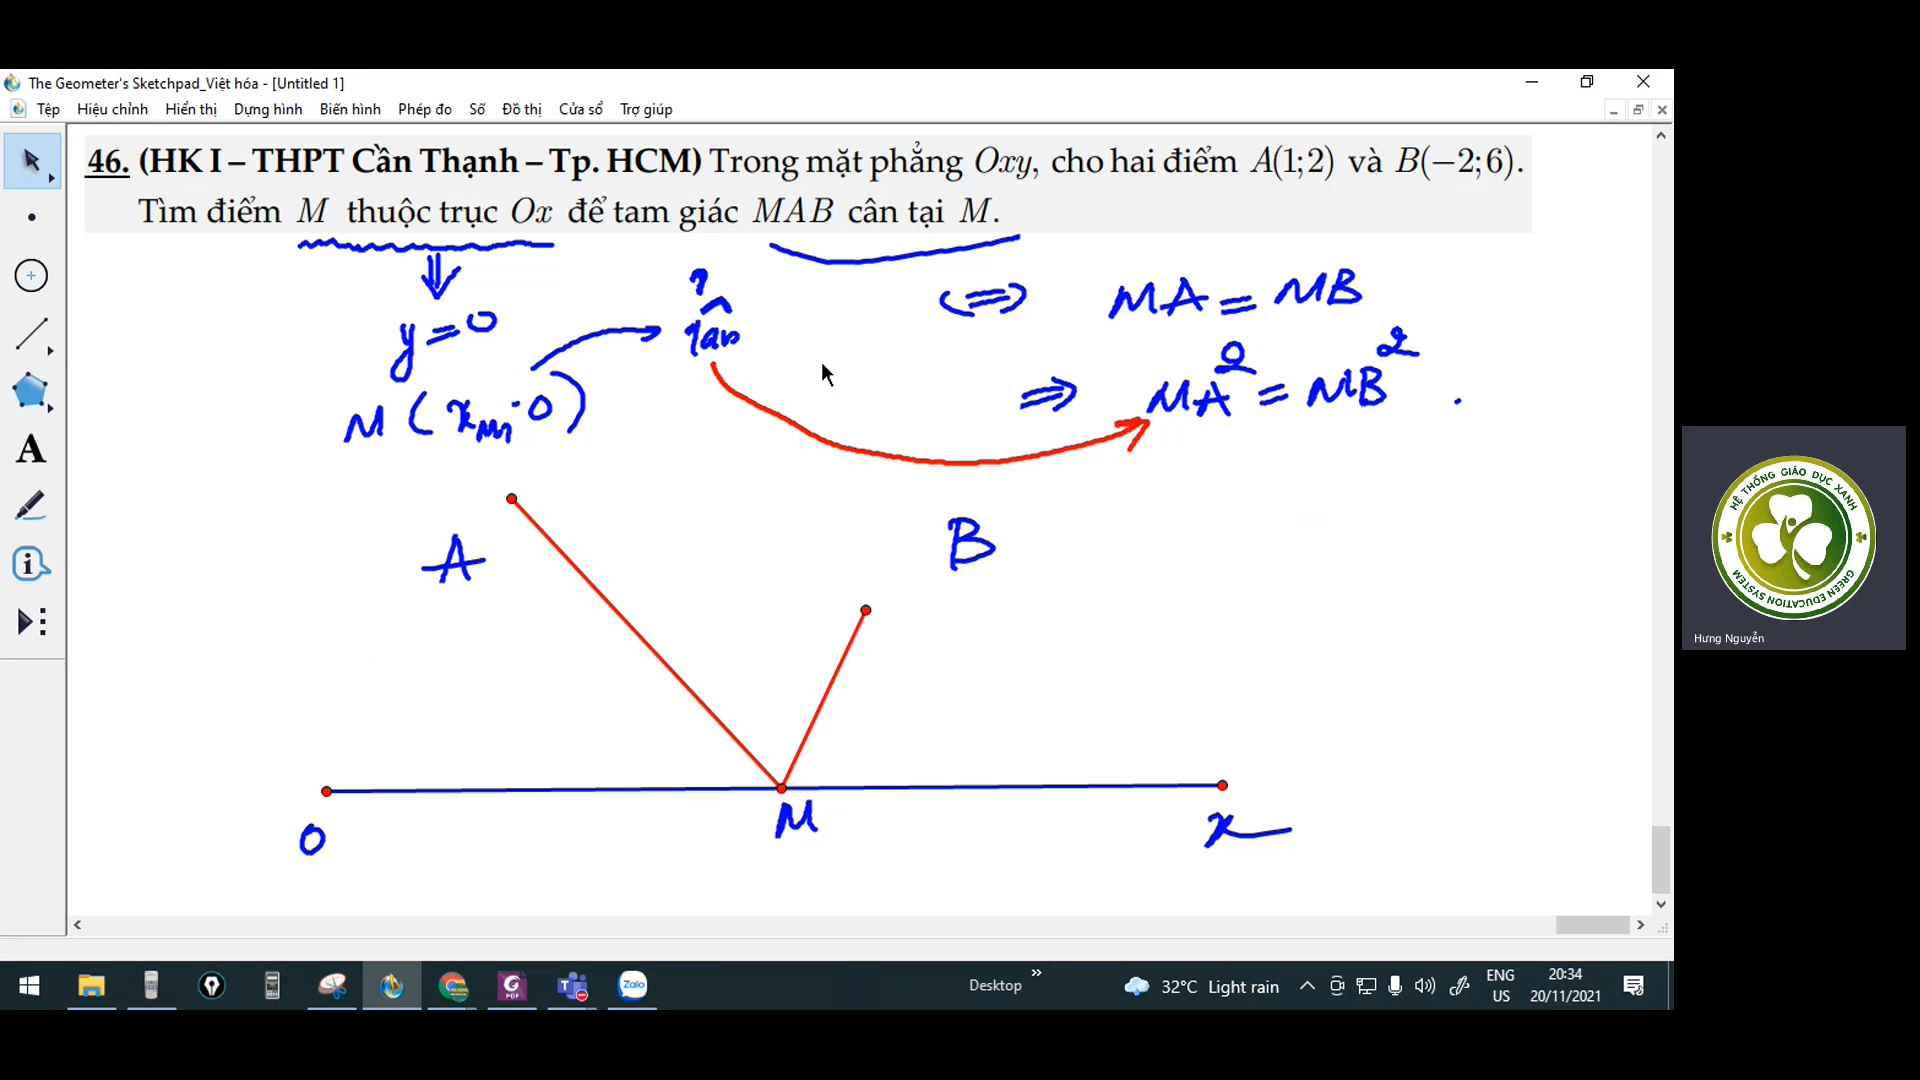 The Geometer's Sketchpad_Việt hóa - [Untitled 1]
Tệp Hiệu chỉnh Hiển thị Dựng hình Biến hình Phép đo Số Đồ thị Cửa sổ Trợ giúp
46. (HK I – THPT Cần Thạnh – Tp. HCM) Trong mặt phẳng Oxy, cho hai điểm A(1;2) và B(−2;6).
Tìm điểm M thuộc trục Ox để tam giác MAB cân tại M.
⇓
y = 0
M ( x_M ; 0 )
⇔ MA = MB
⇒ MA² = MB² .
A
B
O
M
x
A
HỆ THỐNG GIÁO DỤC XANH
GREEN EDUCATION SYSTEM
Hưng Nguyễn
Zalo
Desktop
32°C Light rain
ENG
US
20:34
20/11/2021